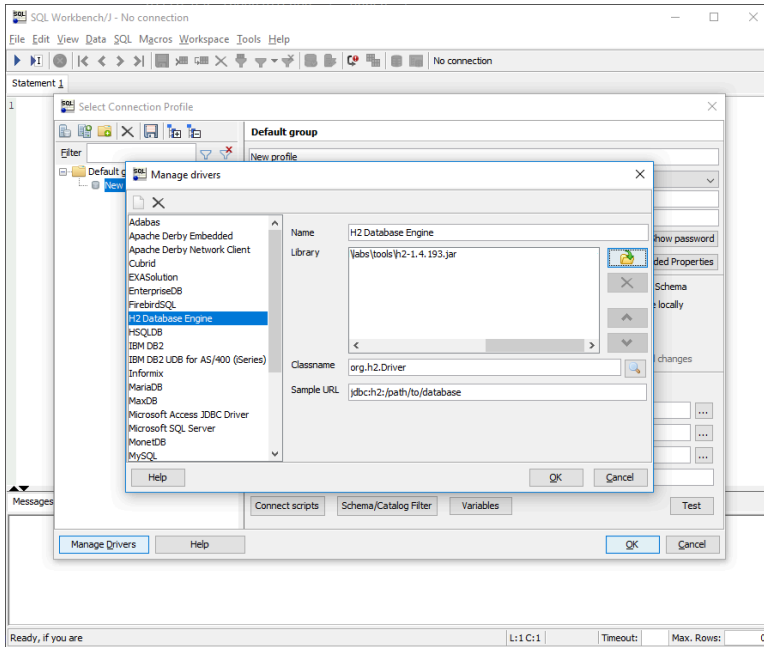 SQL Workbench/J - No connection
File Edit View Data SQL Macros Workspace Tools Help
No connection
Statement 1
1
Select Connection Profile
Default group
Filter
New profile
Default g
New
Manage drivers
Adabas
Apache Derby Embedded
Apache Derby Network Client
Cubrid
EXASolution
EnterpriseDB
FirebirdSQL
H2 Database Engine
HSQLDB
IBM DB2
IBM DB2 UDB for AS/400 (iSeries)
Informix
MariaDB
MaxDB
Microsoft Access JDBC Driver
Microsoft SQL Server
MonetDB
MySQL
Name
H2 Database Engine
Library
\labs\tools\h2-1.4.193.jar
Classname
org.h2.Driver
Sample URL
jdbc:h2:/path/to/database
Help
OK
Cancel
how password
ded Properties
Schema
locally
changes
...
...
...
Connect scripts
Schema/Catalog Filter
Variables
Test
Manage Drivers
Help
OK
Cancel
Messages
Ready, if you are
L:1 C:1
Timeout:
Max. Rows: